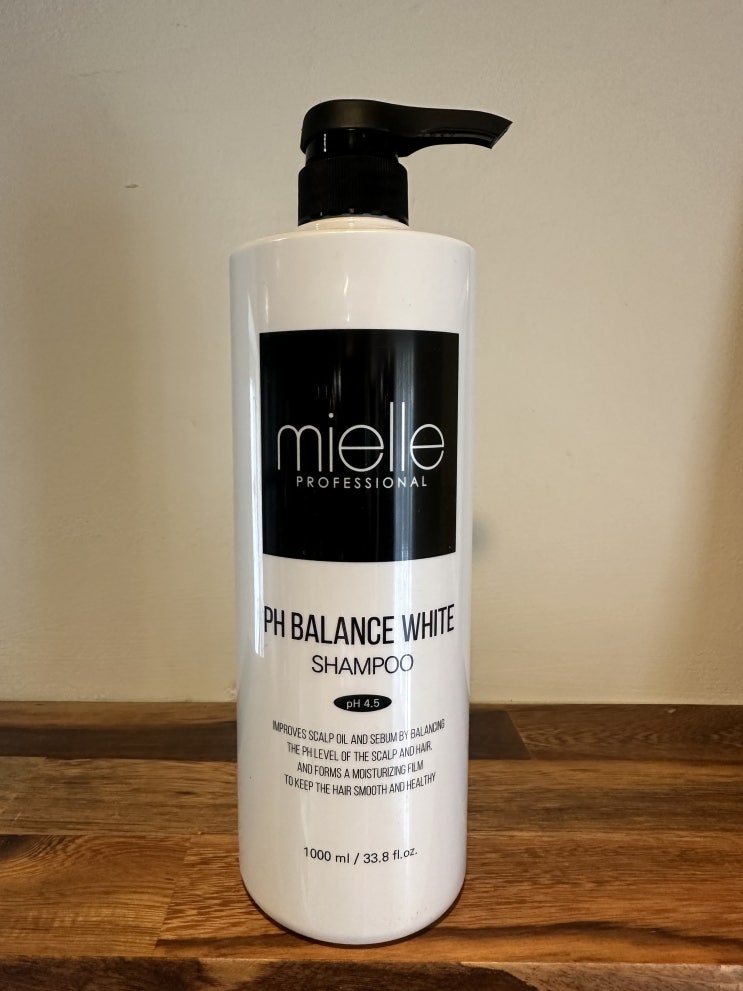 mielle
PROFESSIONAL
PH BALANCE WHITE
SHAMPOO
pH 4.5
IMPROVES SCALP OIL AND SEBUM BY BALANCING
THE PH LEVEL OF THE SCALP AND HAIR,
AND FORMS A MOISTURIZING FILM
TO KEEP THE HAIR SMOOTH AND HEALTHY
1000 ml / 33.8 fl.oz.